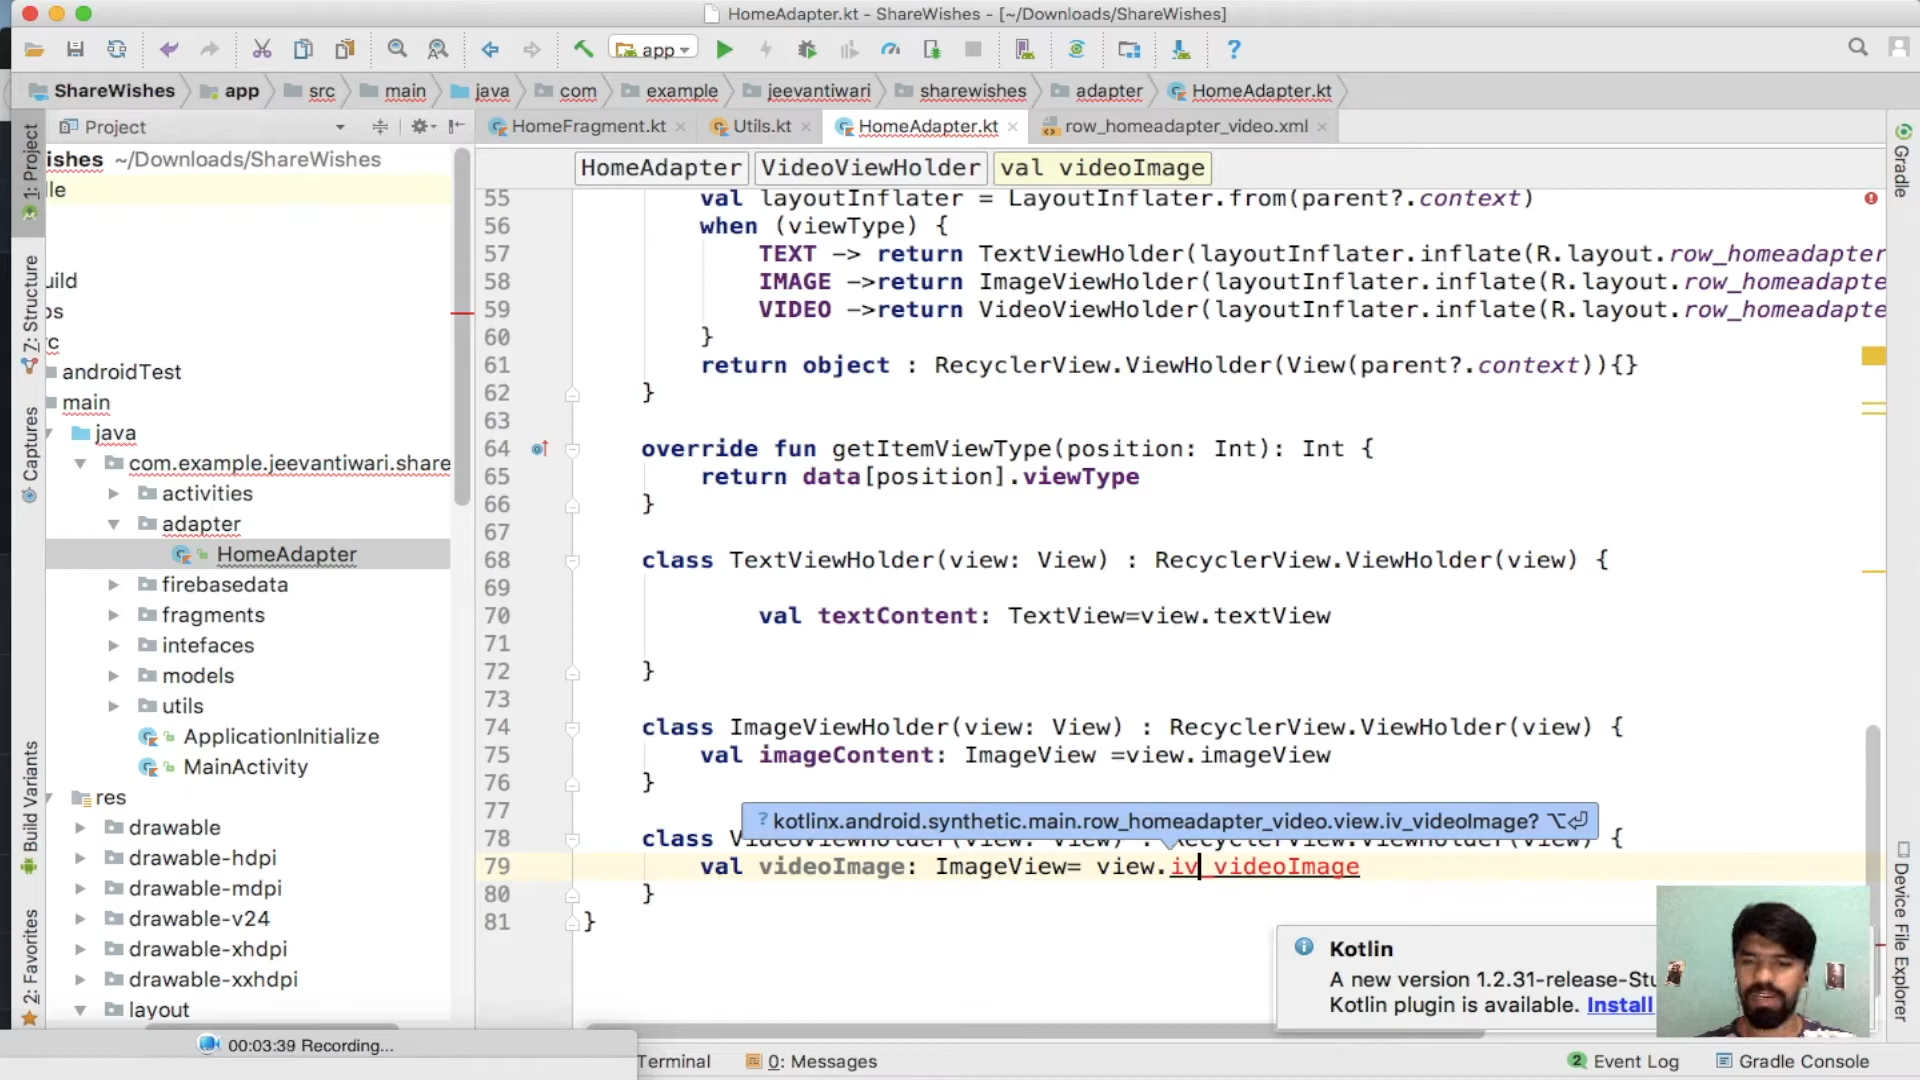 HomeAdapter.kt - ShareWishes - [~/Downloads/ShareWishes]
app
ShareWishes app src main java com example jeevantiwari sharewishes adapter HomeAdapter.kt
Project
HomeFragment.kt Utils.kt HomeAdapter.kt row_homeadapter_video.xml
HomeAdapter VideoViewHolder val videoImage
ishes ~/Downloads/ShareWishes
le
uild
os
rc
androidTest
main
java
com.example.jeevantiwari.share
activities
adapter
HomeAdapter
firebasedata
fragments
intefaces
models
utils
ApplicationInitialize
MainActivity
res
drawable
drawable-hdpi
drawable-mdpi
drawable-v24
drawable-xhdpi
drawable-xxhdpi
layout
1: Project
7: Structure
Captures
Build Variants
2: Favorites
55 val layoutInflater = LayoutInflater.from(parent?.context)
56 when (viewType) {
57 TEXT -> return TextViewHolder(layoutInflater.inflate(R.layout.row_homeadapter
58 IMAGE ->return ImageViewHolder(layoutInflater.inflate(R.layout.row_homeadapte
59 VIDEO ->return VideoViewHolder(layoutInflater.inflate(R.layout.row_homeadapte
60 }
61 return object : RecyclerView.ViewHolder(View(parent?.context)){}
62 }
63
64 override fun getItemViewType(position: Int): Int {
65 return data[position].viewType
66 }
67
68 class TextViewHolder(view: View) : RecyclerView.ViewHolder(view) {
69
70 val textContent: TextView=view.textView
71
72 }
73
74 class ImageViewHolder(view: View) : RecyclerView.ViewHolder(view) {
75 val imageContent: ImageView =view.imageView
76 }
77
? kotlinx.android.synthetic.main.row_homeadapter_video.view.iv_videoImage? ⌥⏎
78 class VideoViewHolder(view: View) : RecyclerView.ViewHolder(view) {
79 val videoImage: ImageView= view.iv_videoImage
80 }
81 }
Kotlin
A new version 1.2.31-release-Stu
Kotlin plugin is available. Install
Gradle
Device File Explorer
00:03:39 Recording...
Terminal
0: Messages
2 Event Log
Gradle Console